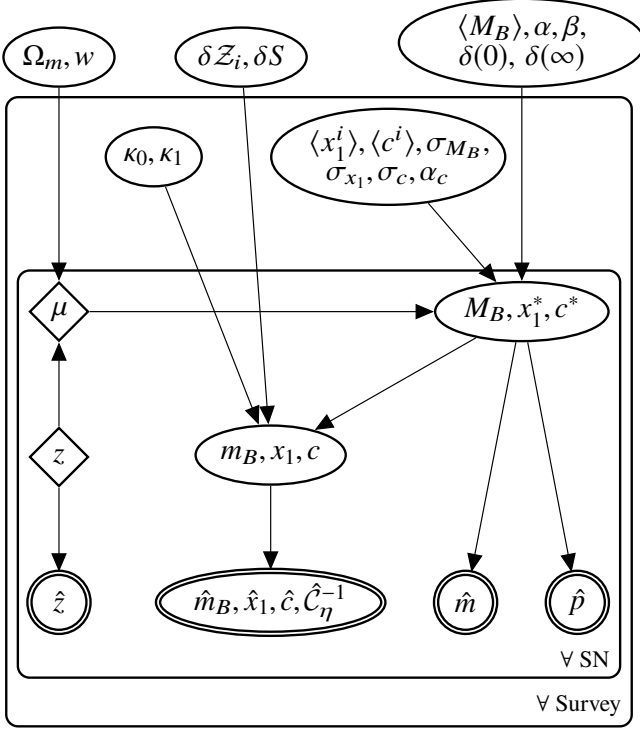 Ω_m, w
δ𝒵_i, δS
⟨M_B⟩, α, β,
δ(0), δ(∞)
κ_0, κ_1
⟨x_1^i⟩, ⟨c^i⟩, σ_{M_B},
σ_{x_1}, σ_c, α_c
μ
M_B, x_1^*, c^*
z
m_B, x_1, c
ẑ
m̂_B, x̂_1, ĉ, Ĉ_η^{-1}
m̂
p̂
∀ SN
∀ Survey